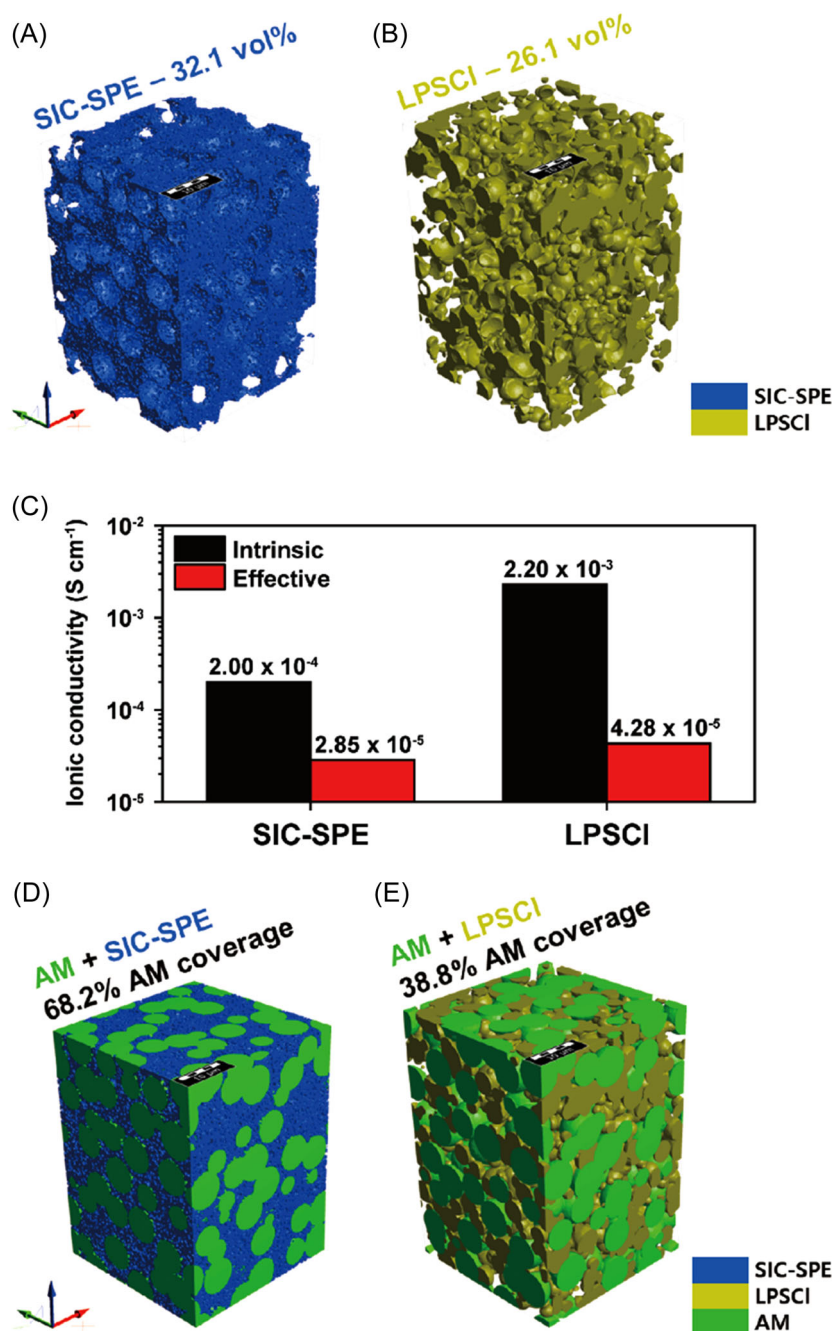 (A)
(B)
SIC-SPE – 32.1 vol%
LPSCl – 26.1 vol%
SIC-SPE
LPSCl
(C)
Ionic conductivity (S cm⁻¹)
10⁻²
10⁻³
10⁻⁴
10⁻⁵
Intrinsic
Effective
2.00 x 10⁻⁴
2.85 x 10⁻⁵
2.20 x 10⁻³
4.28 x 10⁻⁵
SIC-SPE
LPSCl
(D)
(E)
AM + SIC-SPE
68.2% AM coverage
AM + LPSCl
38.8% AM coverage
SIC-SPE
LPSCl
AM